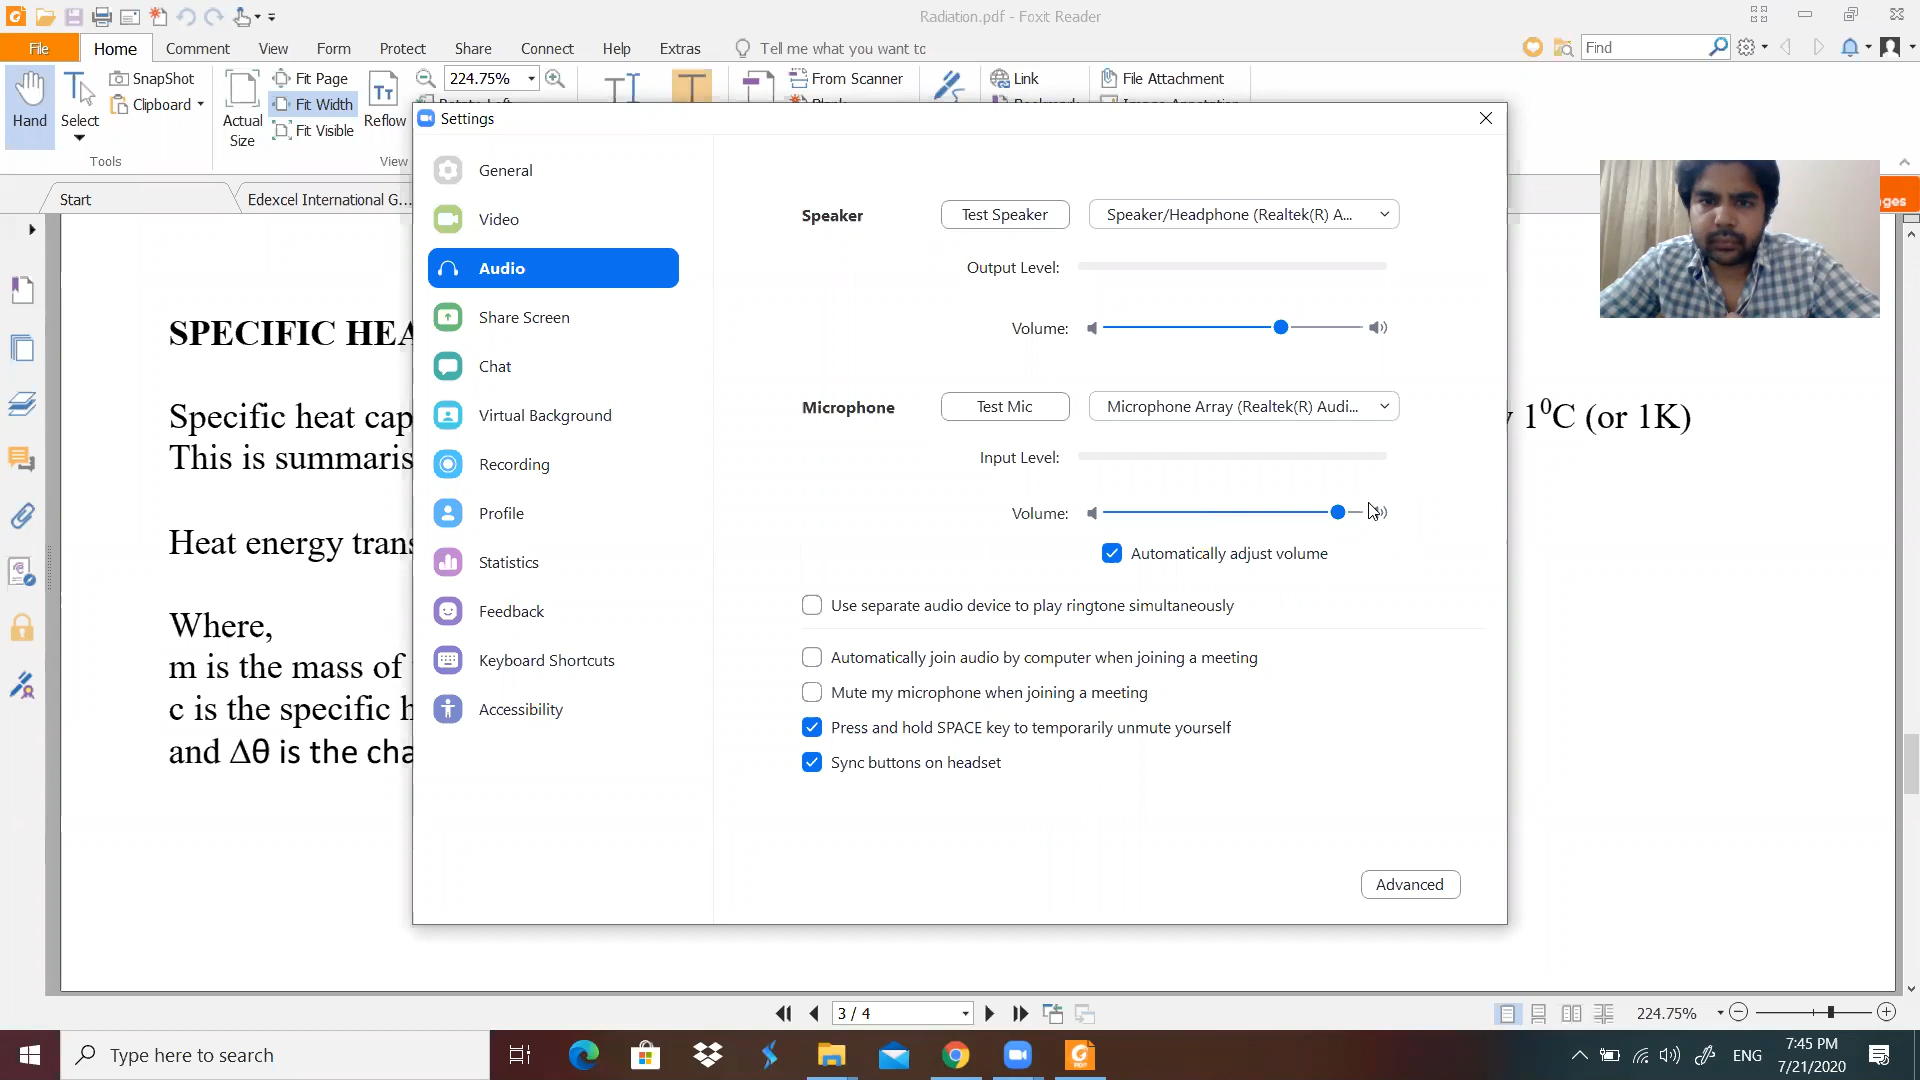 Radiation.pdf - Foxit Reader
File
Home
Comment
View
Form
Protect
Share
Connect
Help
Extras
Tell me what you want to
Find
Hand
Select
SnapShot
Clipboard
Tools
Actual
Size
Fit Page
Fit Width
Fit Visible
Reflow
View
224.75%
From Scanner
Link
File Attachment
Start
Edexcel International G...
ges
Settings
General
Video
Audio
Share Screen
Chat
Virtual Background
Recording
Profile
Statistics
Feedback
Keyboard Shortcuts
Accessibility
Speaker
Test Speaker
Speaker/Headphone (Realtek(R) A...
Output Level:
Volume:
Microphone
Test Mic
Microphone Array (Realtek(R) Audi...
Input Level:
Volume:
Automatically adjust volume
Use separate audio device to play ringtone simultaneously
Automatically join audio by computer when joining a meeting
Mute my microphone when joining a meeting
Press and hold SPACE key to temporarily unmute yourself
Sync buttons on headset
Advanced
SPECIFIC HEA
Specific heat cap
1⁰C (or 1K)
This is summaris
Heat energy trans
Where,
m is the mass of
c is the specific h
and Δθ is the cha
3 / 4
224.75%
Type here to search
ENG
7:45 PM
7/21/2020